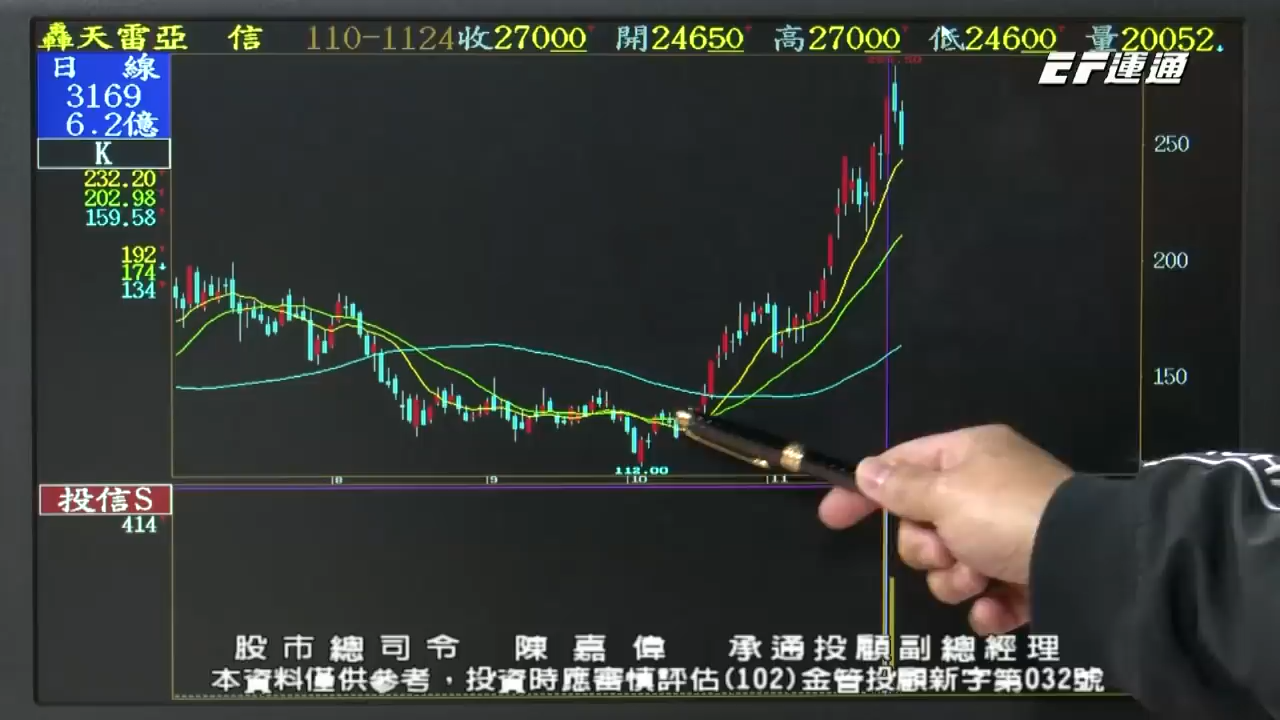 轟天雷亞 信 110-1124收27000 開24650 高27000 低24600 量20052
EF運通
日 線
3169
6.2億
K
232.20
202.98
159.58
192
174
134
250
200
150
112.00
8 9 10 11
投信S
414
股市總司令 陳嘉偉 承通投顧副總經理
本資料僅供參考，投資時應審慎評估(102)金管投顧新字第032號